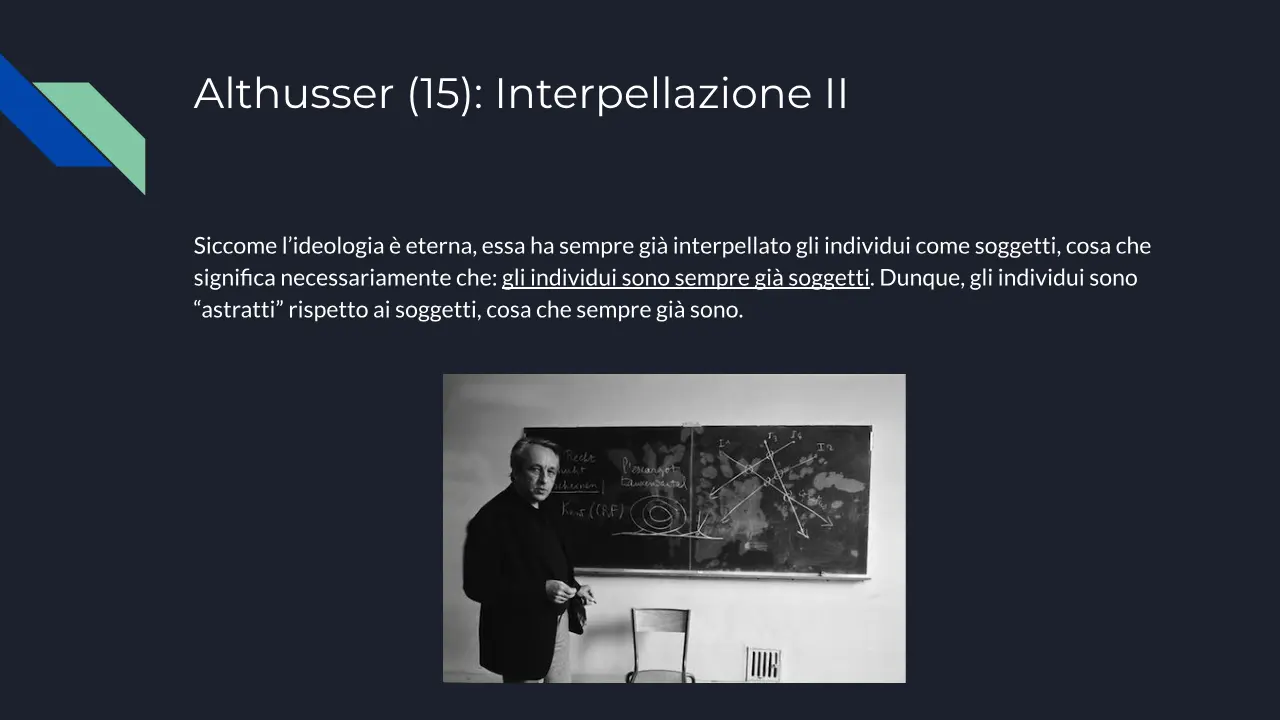 Althusser (15): Interpellazione II
Siccome l’ideologia è eterna, essa ha sempre già interpellato gli individui come soggetti, cosa che
significa necessariamente che: gli individui sono sempre già soggetti. Dunque, gli individui sono
“astratti” rispetto ai soggetti, cosa che sempre già sono.
Recht
L'escargot